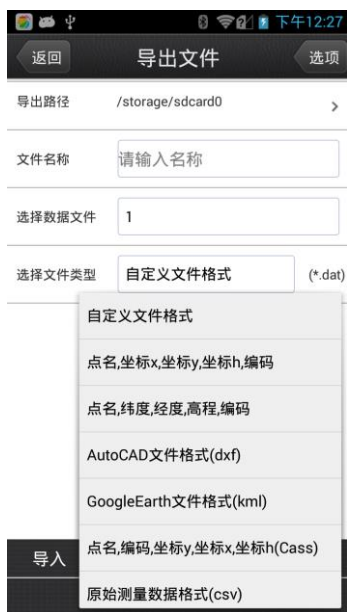 下午12:27
返回 导出文件 选项
导出路径 /storage/sdcard0
文件名称 请输入名称
选择数据文件 1
选择文件类型 自定义文件格式 (*.dat)
自定义文件格式
点名,坐标x,坐标y,坐标h,编码
点名,纬度,经度,高程,编码
AutoCAD文件格式(dxf)
GoogleEarth文件格式(kml)
点名,编码,坐标y,坐标x,坐标h(Cass)
导入
原始测量数据格式(csv)